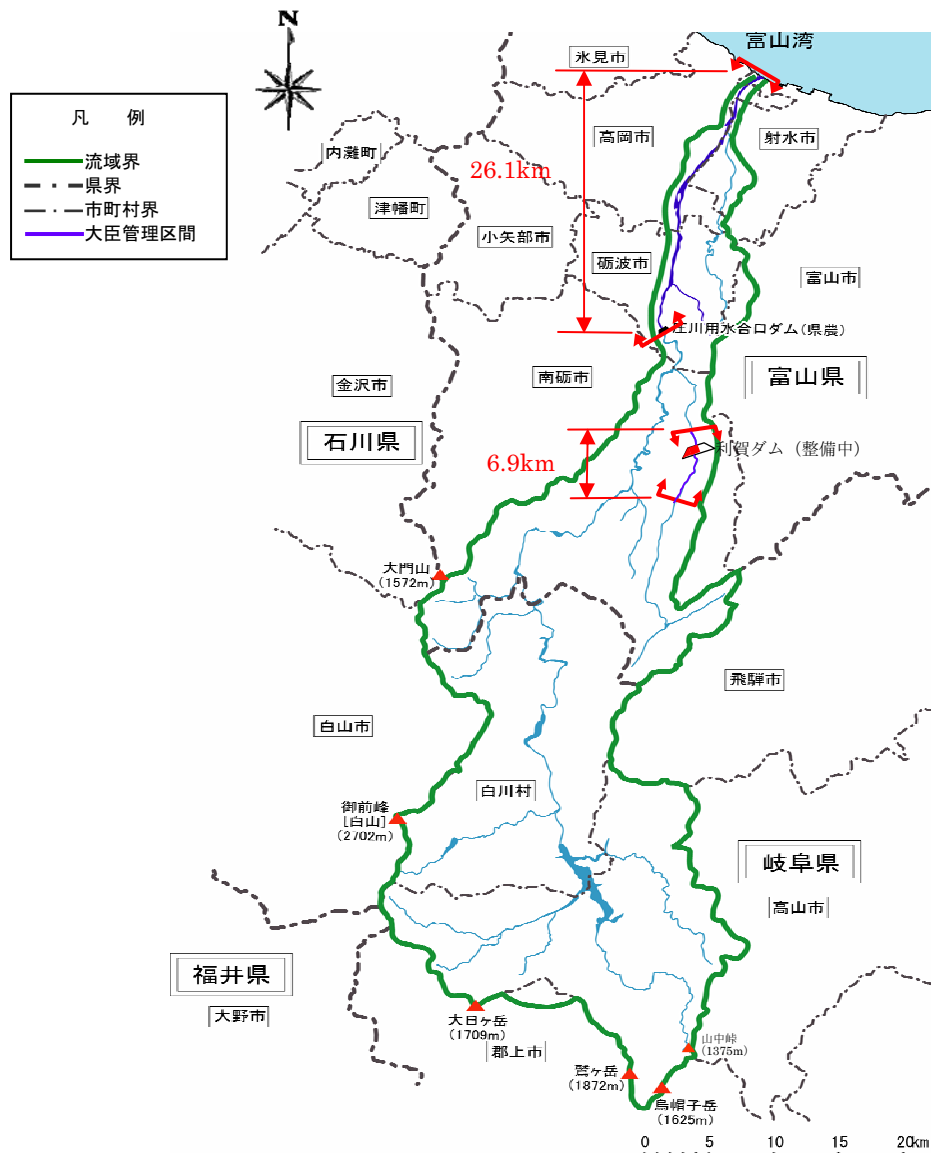 N
富山湾
氷見市
凡　例
流域界
県界
市町村界
大臣管理区間
高岡市
射水市
内灘町
26.1km
津幡町
小矢部市
砺波市
富山市
庄川用水合口ダム(県農)
金沢市
南砺市
富山県
石川県
利賀ダム（整備中）
6.9km
大門山
(1572m)
飛騨市
白山市
白川村
御前峰
[白山]
(2702m)
岐阜県
高山市
福井県
大野市
大日ヶ岳
(1709m)
郡上市
山中峠
(1375m)
鷲ヶ岳
(1872m)
烏帽子岳
(1625m)
0 5 10 15 20km